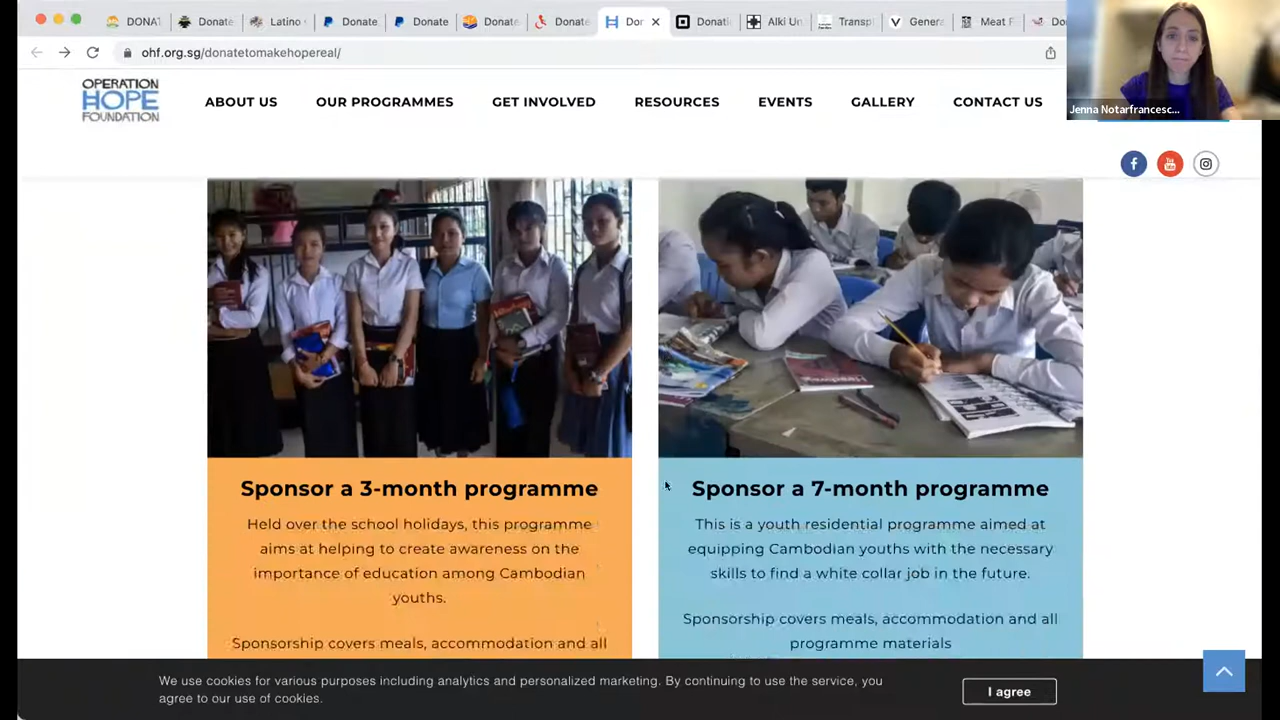 DONAT
Donate
Latino
Donate
Donate
Donate
Donate
Don
Donati
Alki Un
Transp
Genera
Meat F
Do
ohf.org.sg/donatetomakehopereal/
OPERATION
HOPE
FOUNDATION
ABOUT US
OUR PROGRAMMES
GET INVOLVED
RESOURCES
EVENTS
GALLERY
CONTACT US
Jenna Notarfrancesc...
Sponsor a 3-month programme
Held over the school holidays, this programme
aims at helping to create awareness on the
importance of education among Cambodian
youths.
Sponsorship covers meals, accommodation and all
Sponsor a 7-month programme
This is a youth residential programme aimed at
equipping Cambodian youths with the necessary
skills to find a white collar job in the future.
Sponsorship covers meals, accommodation and all
programme materials
We use cookies for various purposes including analytics and personalized marketing. By continuing to use the service, you
agree to our use of cookies.
I agree